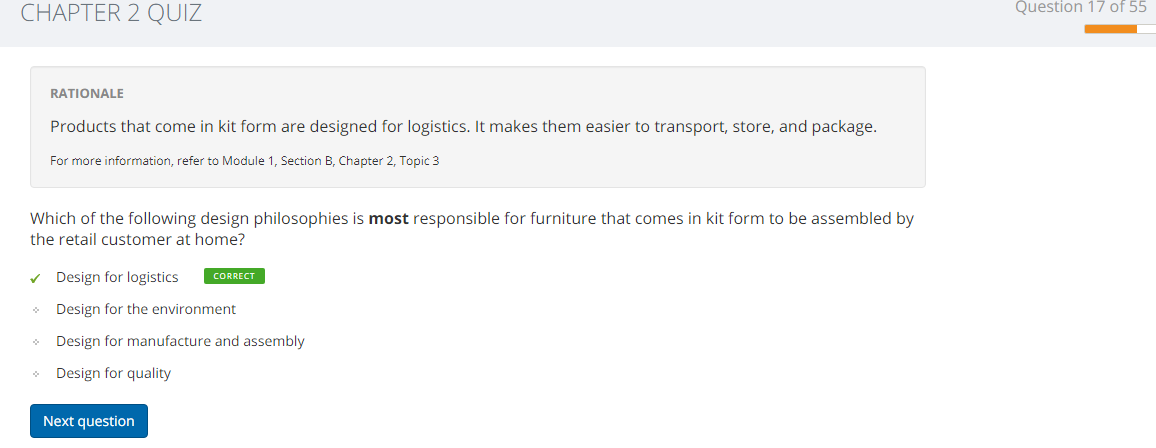 CHAPTER 2 QUIZ
Question 17 of 55
RATIONALE
Products that come in kit form are designed for logistics. It makes them easier to transport, store, and package.
For more information, refer to Module 1, Section B, Chapter 2, Topic 3
Which of the following design philosophies is most responsible for furniture that comes in kit form to be assembled by
the retail customer at home?
Design for logistics
CORRECT
Design for the environment
Design for manufacture and assembly
Design for quality
Next question